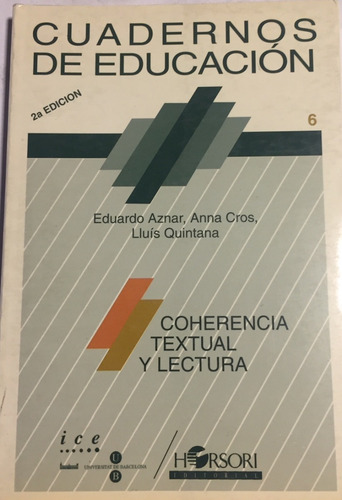 CUADERNOS
DE EDUCACIÓN
2a EDICION
6
Eduardo Aznar, Anna Cros,
Lluís Quintana
COHERENCIA
TEXTUAL
Y LECTURA
ice
UNIVERSITAT DE BARCELONA
U
B
HORSORI
EDITORIAL